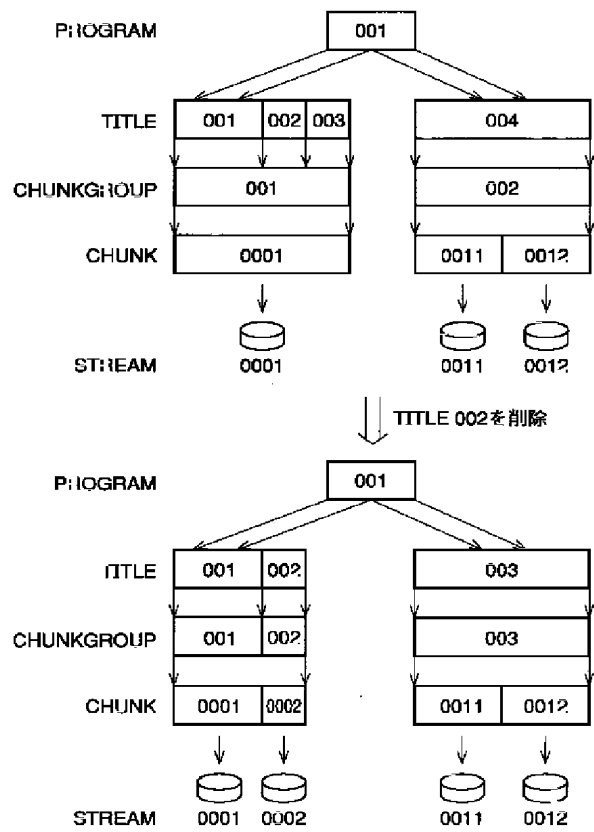 PROGRAM 001
TITLE 001 002 003 004
CHUNKGROUP 001 002
CHUNK 0001 0011 0012
STREAM 0001 0011 0012
TITLE 002を削除
PROGRAM 001
TITLE 001 002 003
CHUNKGROUP 001 002 003
CHUNK 0001 0002 0011 0012
STREAM 0001 0002 0011 0012